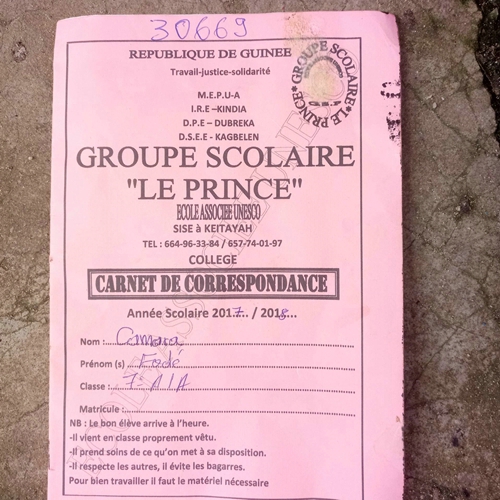 30669
REPUBLIQUE DE GUINEE
Travail-justice-solidarité
GROUPE SCOLAIRE LE PRINCE
G.S.P
M.E.P.U-A
I.R.E –KINDIA
D.P.E – DUBREKA
D.S.E.E - KAGBELEN
GROUPE SCOLAIRE
"LE PRINCE"
ECOLE ASSOCIEE UNESCO
SISE à KEITAYAH
TEL : 664-96-33-84 / 657-74-01-97
COLLEGE
CARNET DE CORRESPONDANCE
Année Scolaire 2017... / 2018...
Nom : Camara
Prénom (s) Fodé
Classe : 7è A/A
Matricule :
NB : Le bon élève arrive à l'heure.
-Il vient en classe proprement vêtu.
-Il prend soins de ce qu'on met à sa disposition.
-Il respecte les autres, il évite les bagarres.
Pour bien travailler il faut le matériel nécessaire